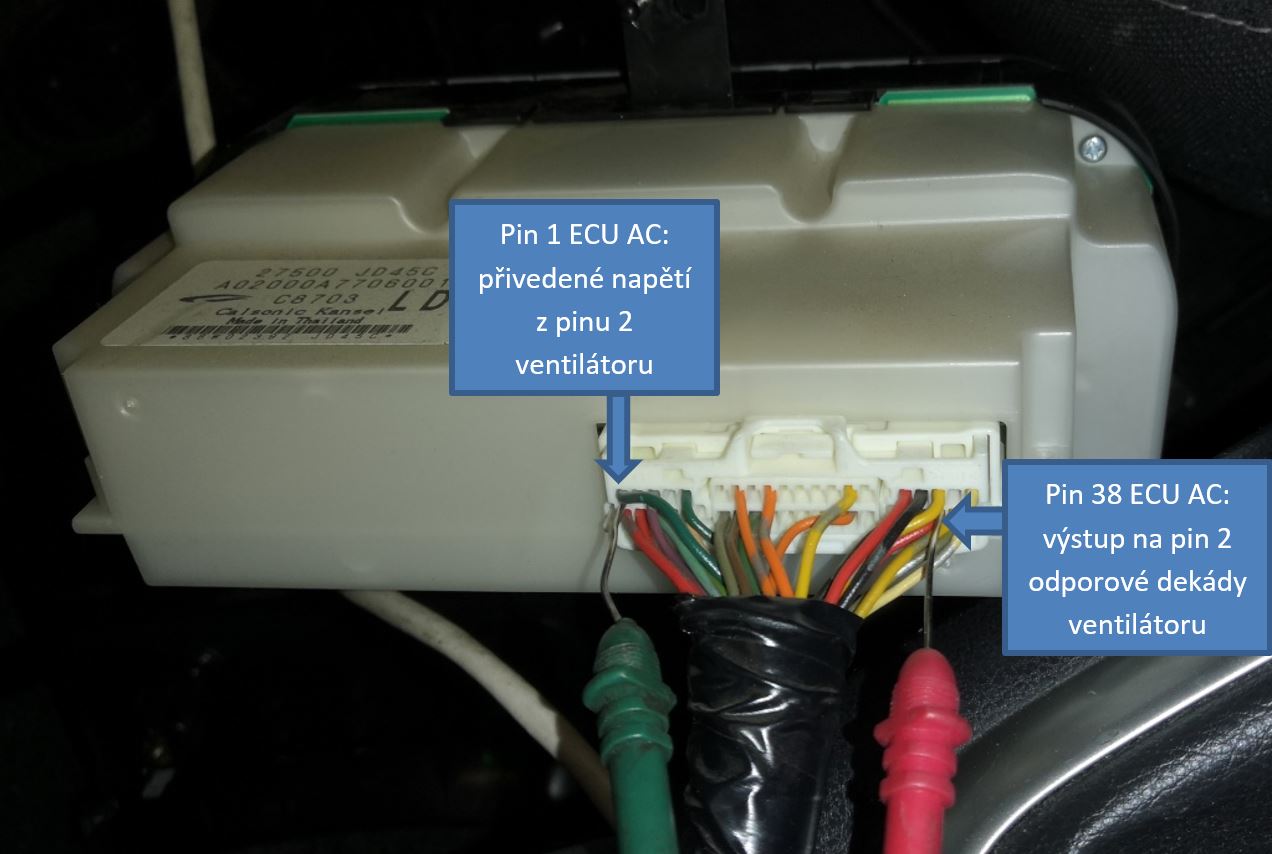 Pin 1 ECU AC:
přivedené napětí
z pinu 2
ventilátoru
27500 JD45C
A02000A7706001
C8703 LD
Calsonic Kansei
Made in Thailand
Pin 38 ECU AC:
výstup na pin 2
odporové dekády
ventilátoru